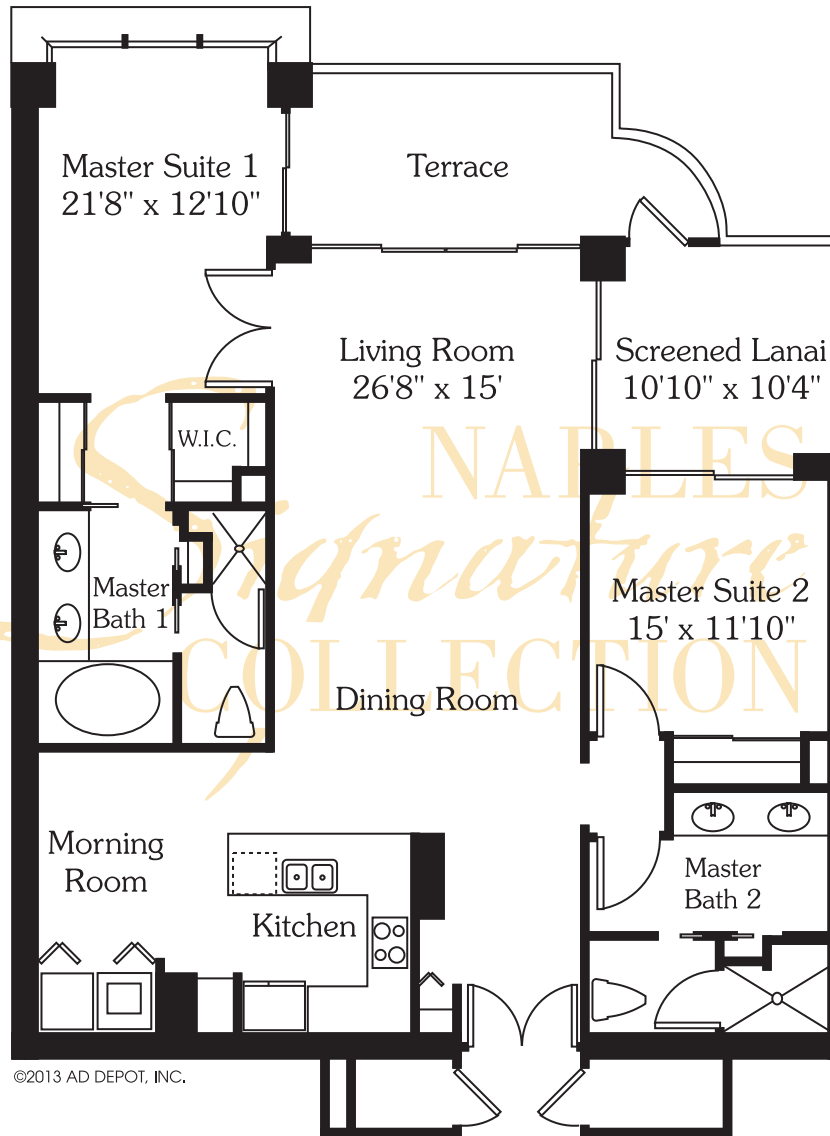 Master Suite 1
21'8" x 12'10"
Terrace
Living Room
26'8" x 15'
Screened Lanai
10'10" x 10'4"
W.I.C.
NAPLES
Signature
COLLECTION
Master
Bath 1
Master Suite 2
15' x 11'10"
Dining Room
Morning
Room
Kitchen
Master
Bath 2
©2013 AD DEPOT, INC.